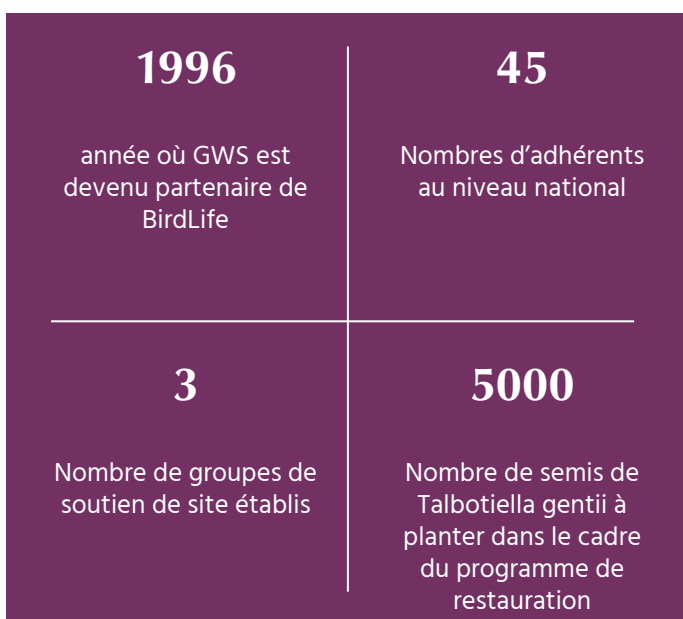 1996
année où GWS est
devenu partenaire de
BirdLife
45
Nombres d’adhérents
au niveau national
3
Nombre de groupes de
soutien de site établis
5000
Nombre de semis de
Talbotiella gentii à
planter dans le cadre
du programme de
restauration